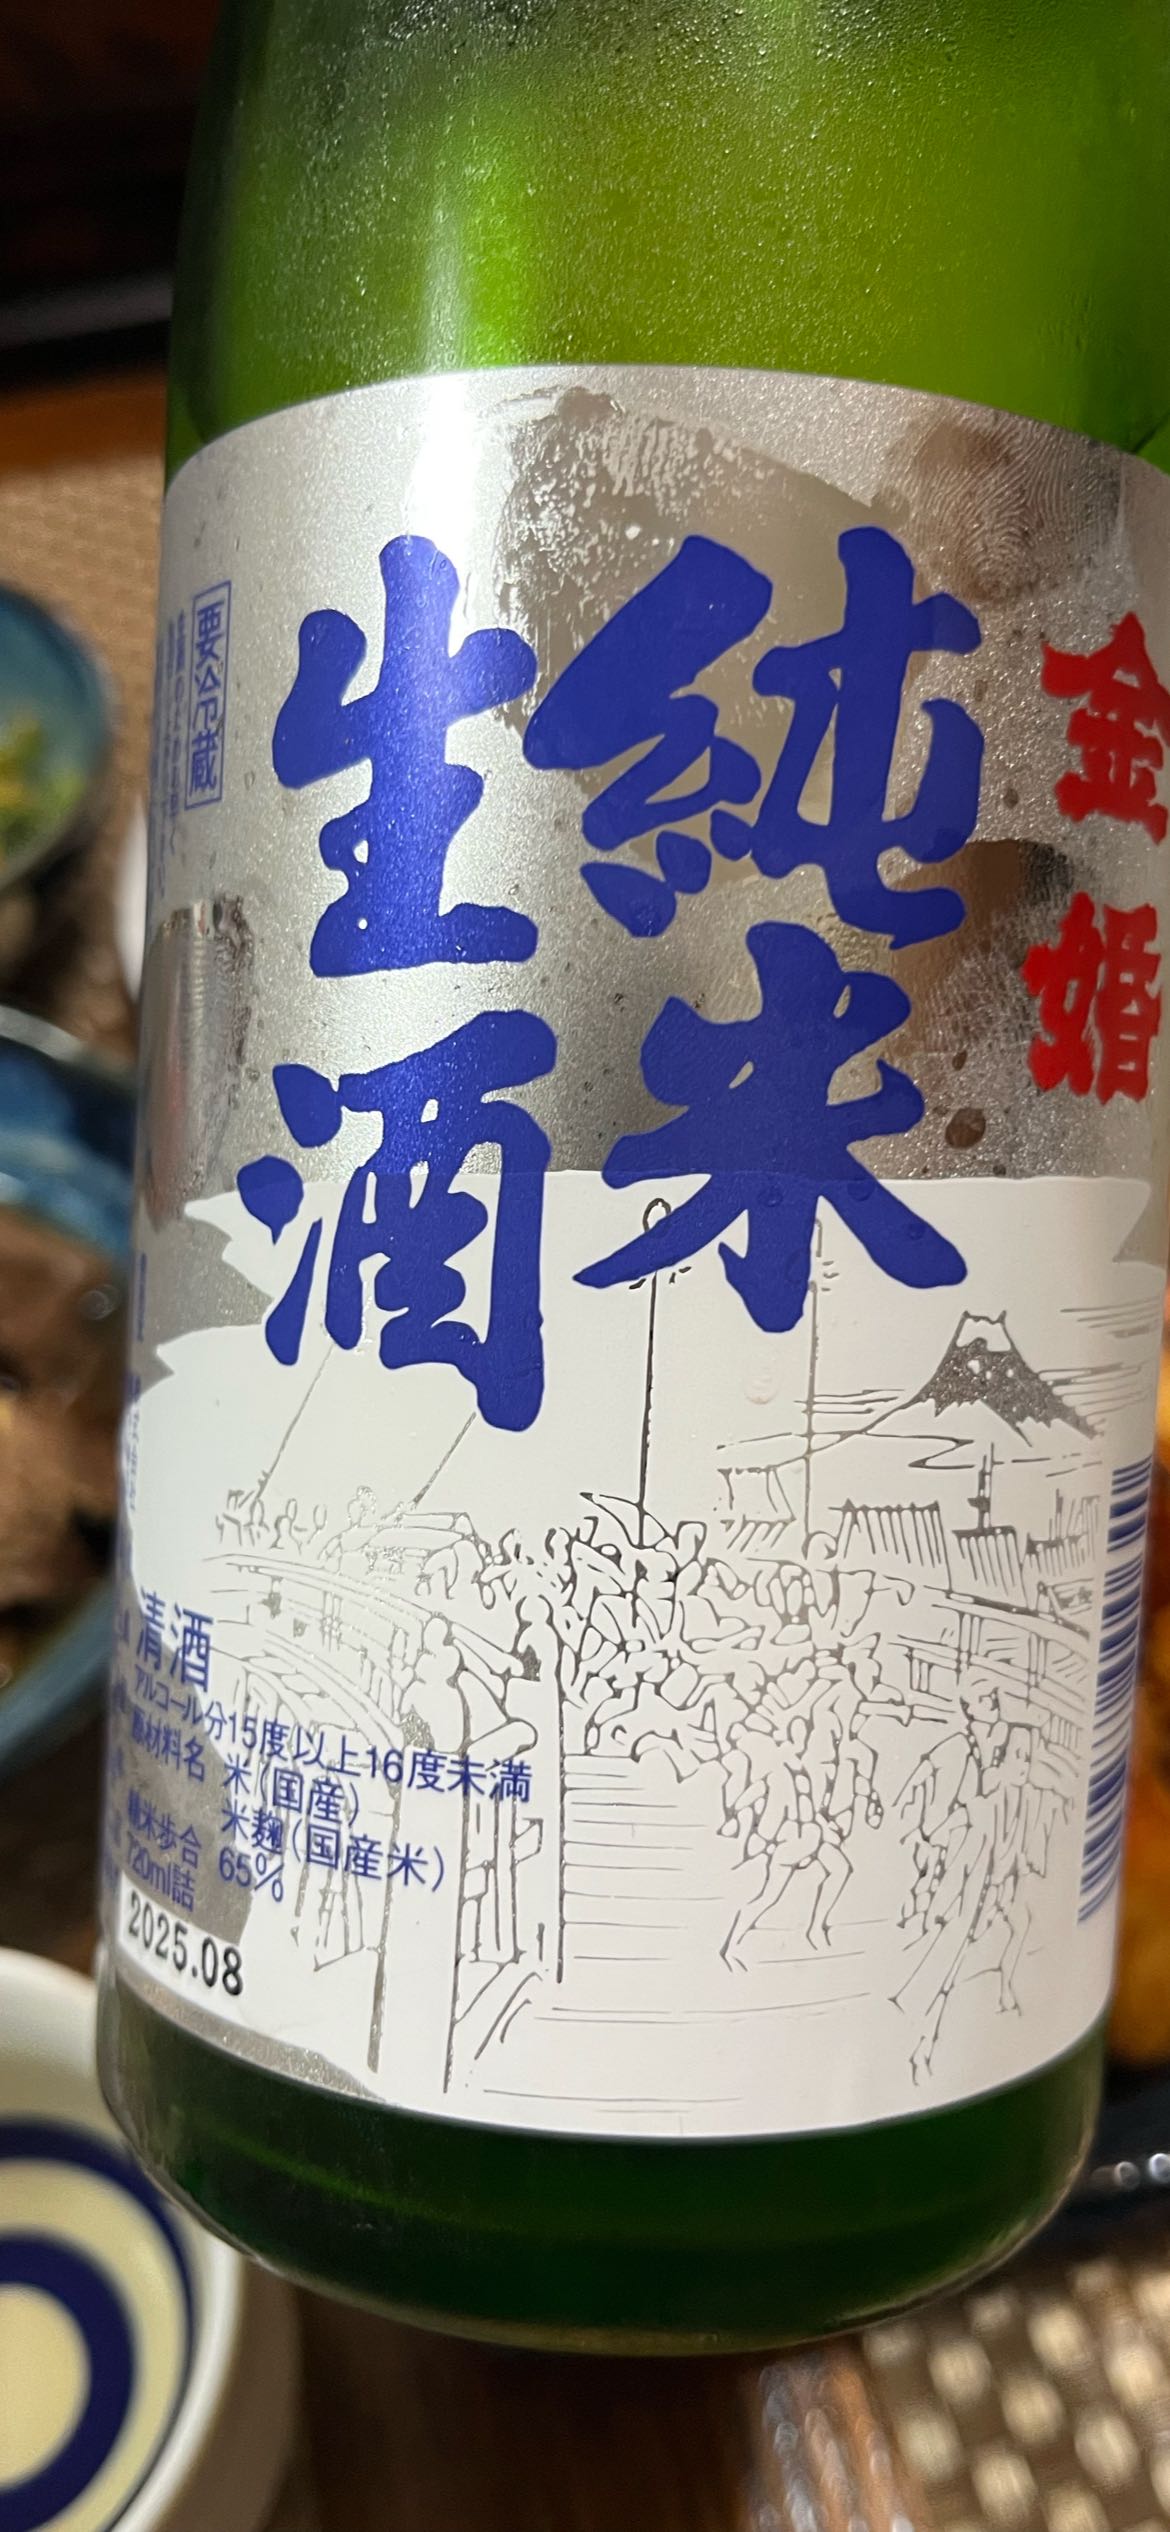 金婚
純米
生酒
要冷蔵
清酒
アルコール分15度以上16度未満
原材料名 米(国産)
米麹(国産米)
精米歩合 65%
720ml詰
2025.08